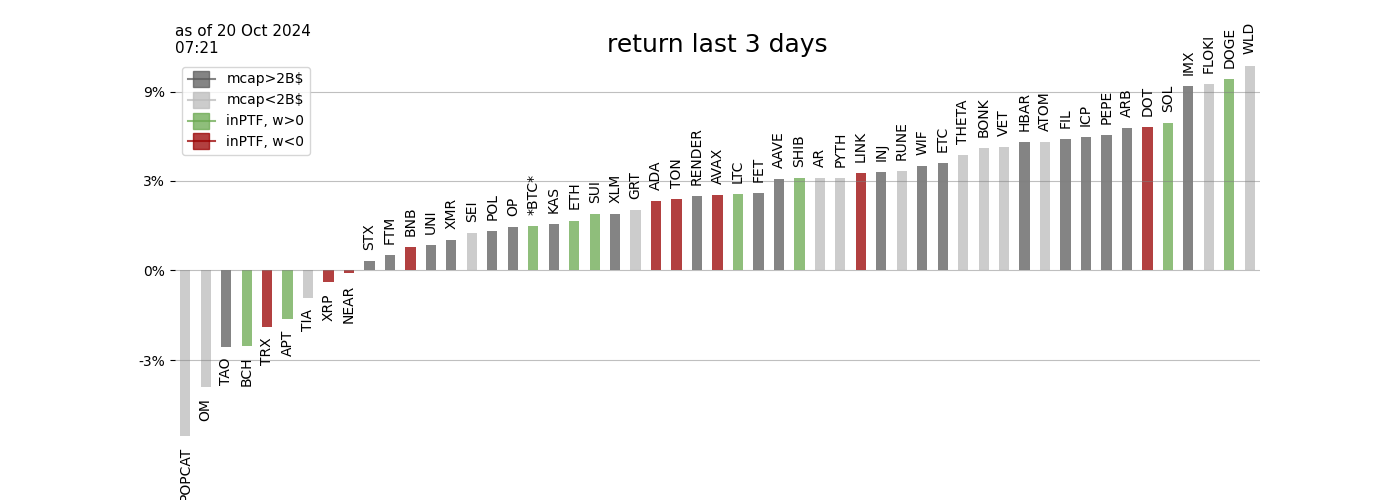 as of 20 Oct 2024
07:21
return last 3 days
mcap>2B$
mcap<2B$
inPTF, w>0
inPTF, w<0
9%
3%
0%
-3%
POPCAT
OM
TAO
BCH
TRX
APT
TIA
XRP
NEAR
STX
FTM
BNB
UNI
XMR
SEI
POL
OP
*BTC*
KAS
ETH
SUI
XLM
GRT
ADA
TON
RENDER
AVAX
LTC
FET
AAVE
SHIB
AR
PYTH
LINK
INJ
RUNE
WIF
ETC
THETA
BONK
VET
HBAR
ATOM
FIL
ICP
PEPE
ARB
DOT
SOL
IMX
FLOKI
DOGE
WLD